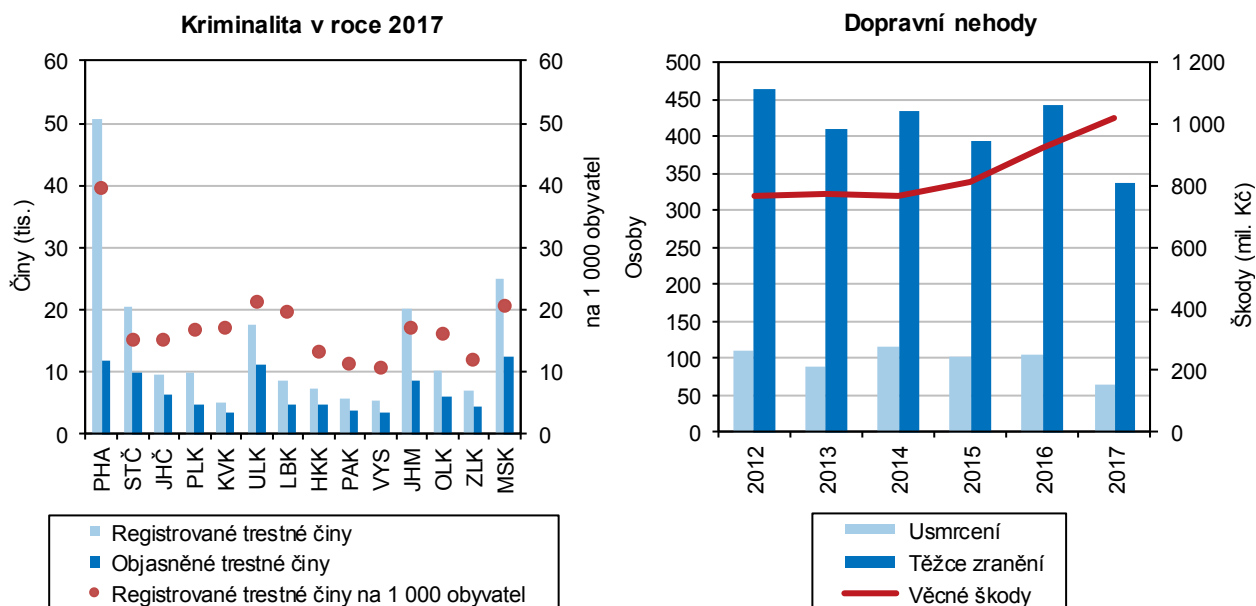 Kriminalita v roce 2017
60
50
40
30
20
10
0
Činy (tis.)
60
50
40
30
20
10
0
na 1 000 obyvatel
PHA
STČ
JHČ
PLK
KVK
ULK
LBK
HKK
PAK
VYS
JHM
OLK
ZLK
MSK
Registrované trestné činy
Objasněné trestné činy
Registrované trestné činy na 1 000 obyvatel
Dopravní nehody
500
450
400
350
300
250
200
150
100
50
0
Osoby
1 200
1 000
800
600
400
200
0
Škody (mil. Kč)
2012
2013
2014
2015
2016
2017
Usmrcení
Těžce zranění
Věcné škody